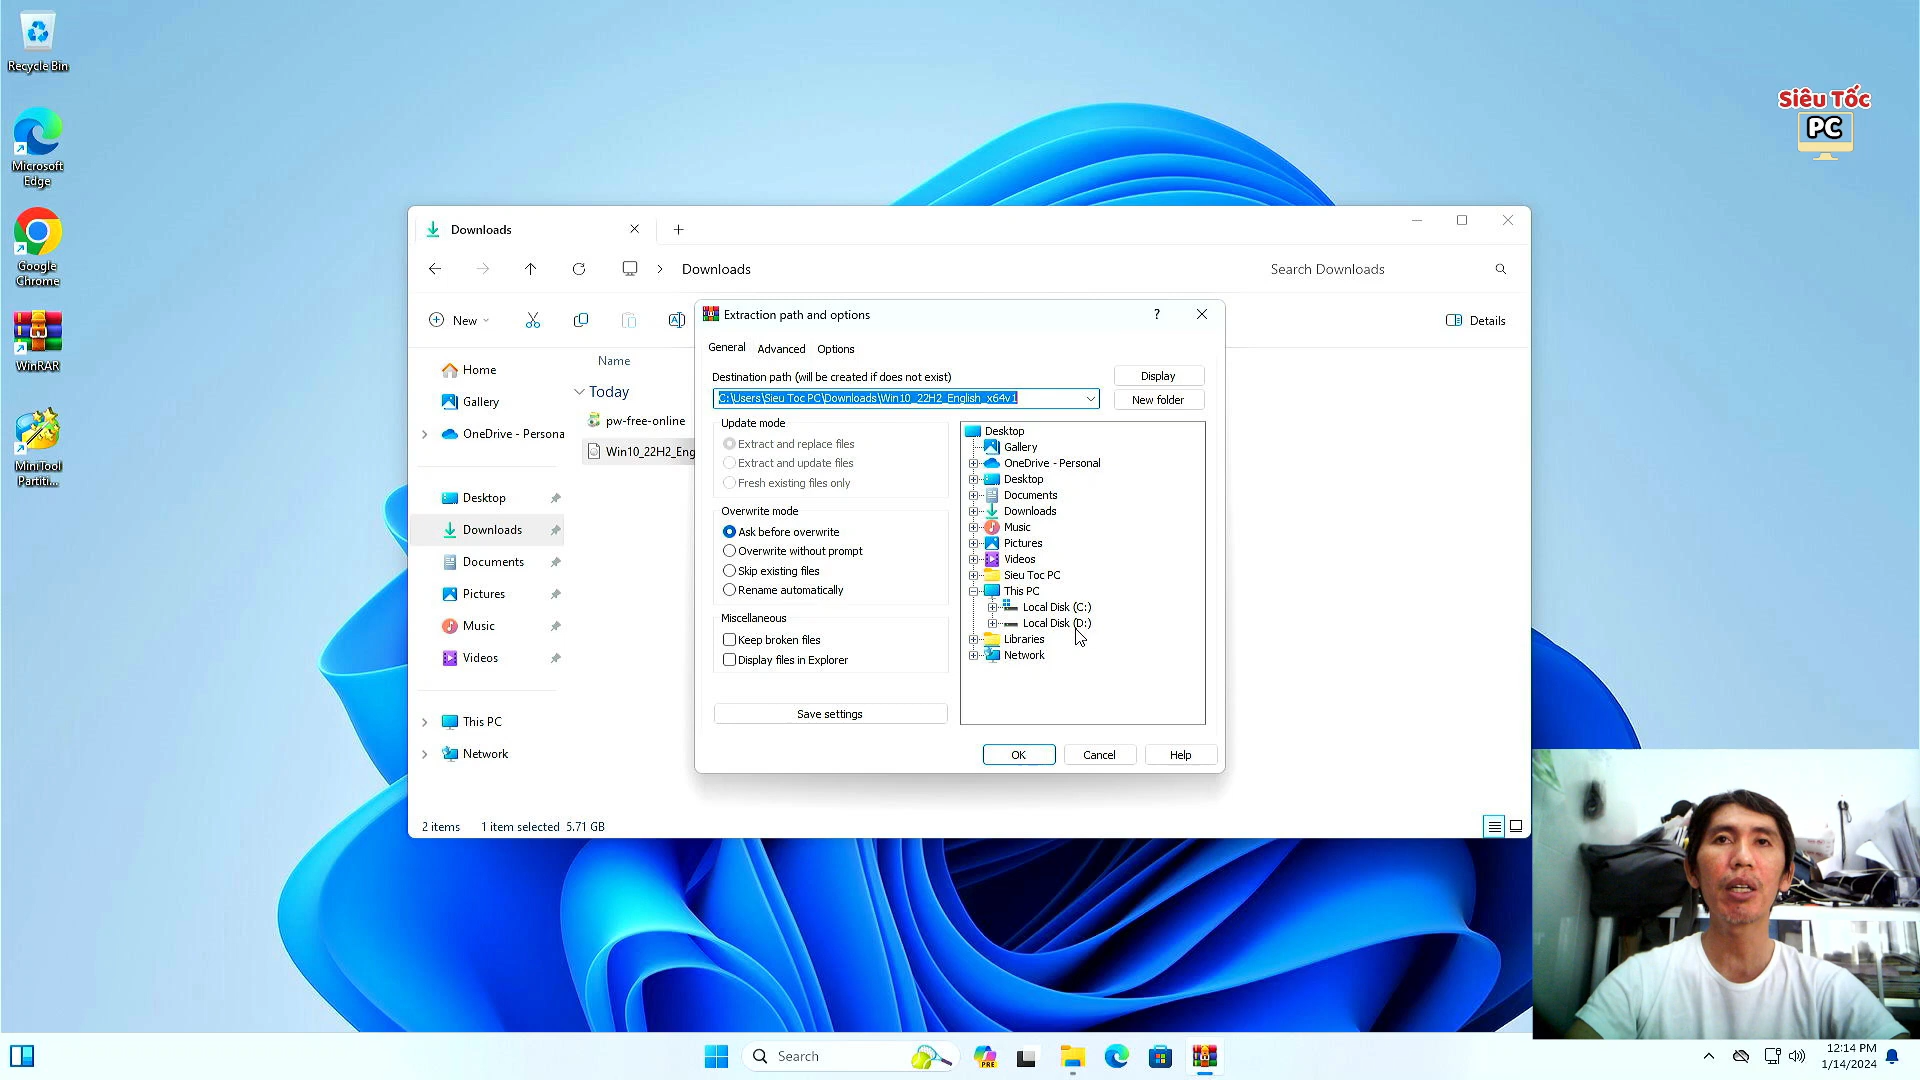 Recycle Bin
Microsoft
Edge
Google
Chrome
WinRAR
MiniTool
Partiti...
Siêu Tốc
PC
Downloads
Downloads
Search Downloads
New
Details
Home
Gallery
OneDrive - Persona
Desktop
Downloads
Documents
Pictures
Music
Videos
This PC
Network
Name
Today
pw-free-online
Win10_22H2_Eng
2 items
1 item selected 5.71 GB
Extraction path and options
?
General
Advanced
Options
Destination path (will be created if does not exist)
C:\Users\Sieu Toc PC\Downloads\Win10_22H2_English_x64v1
Display
New folder
Update mode
Extract and replace files
Extract and update files
Fresh existing files only
Overwrite mode
Ask before overwrite
Overwrite without prompt
Skip existing files
Rename automatically
Miscellaneous
Keep broken files
Display files in Explorer
Save settings
Desktop
Gallery
OneDrive - Personal
Desktop
Documents
Downloads
Music
Pictures
Videos
Sieu Toc PC
This PC
Local Disk (C:)
Local Disk (D:)
Libraries
Network
OK
Cancel
Help
Search
PRE
12:14 PM
1/14/2024